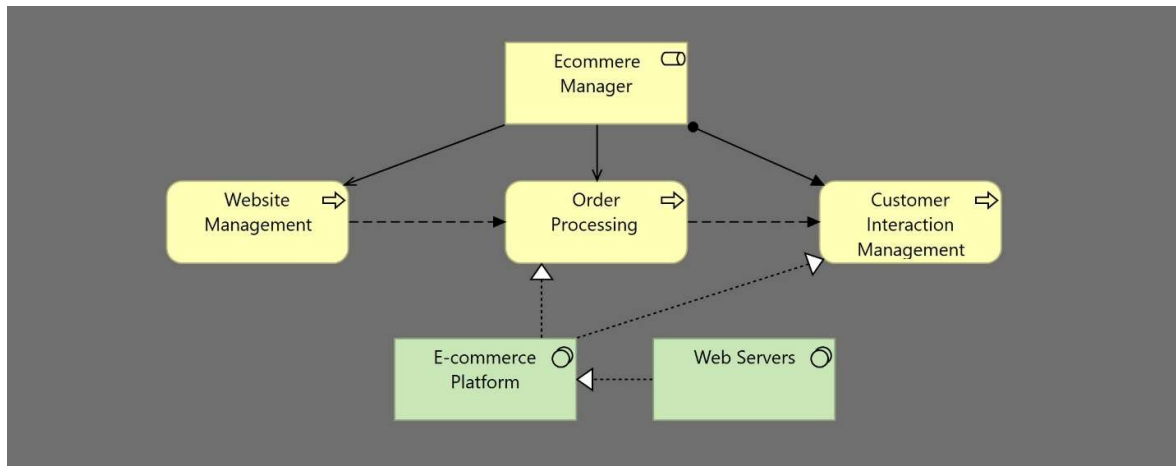 Ecommere
Manager
Website
Management
Order
Processing
Customer
Interaction
Management
E-commerce
Platform
Web Servers